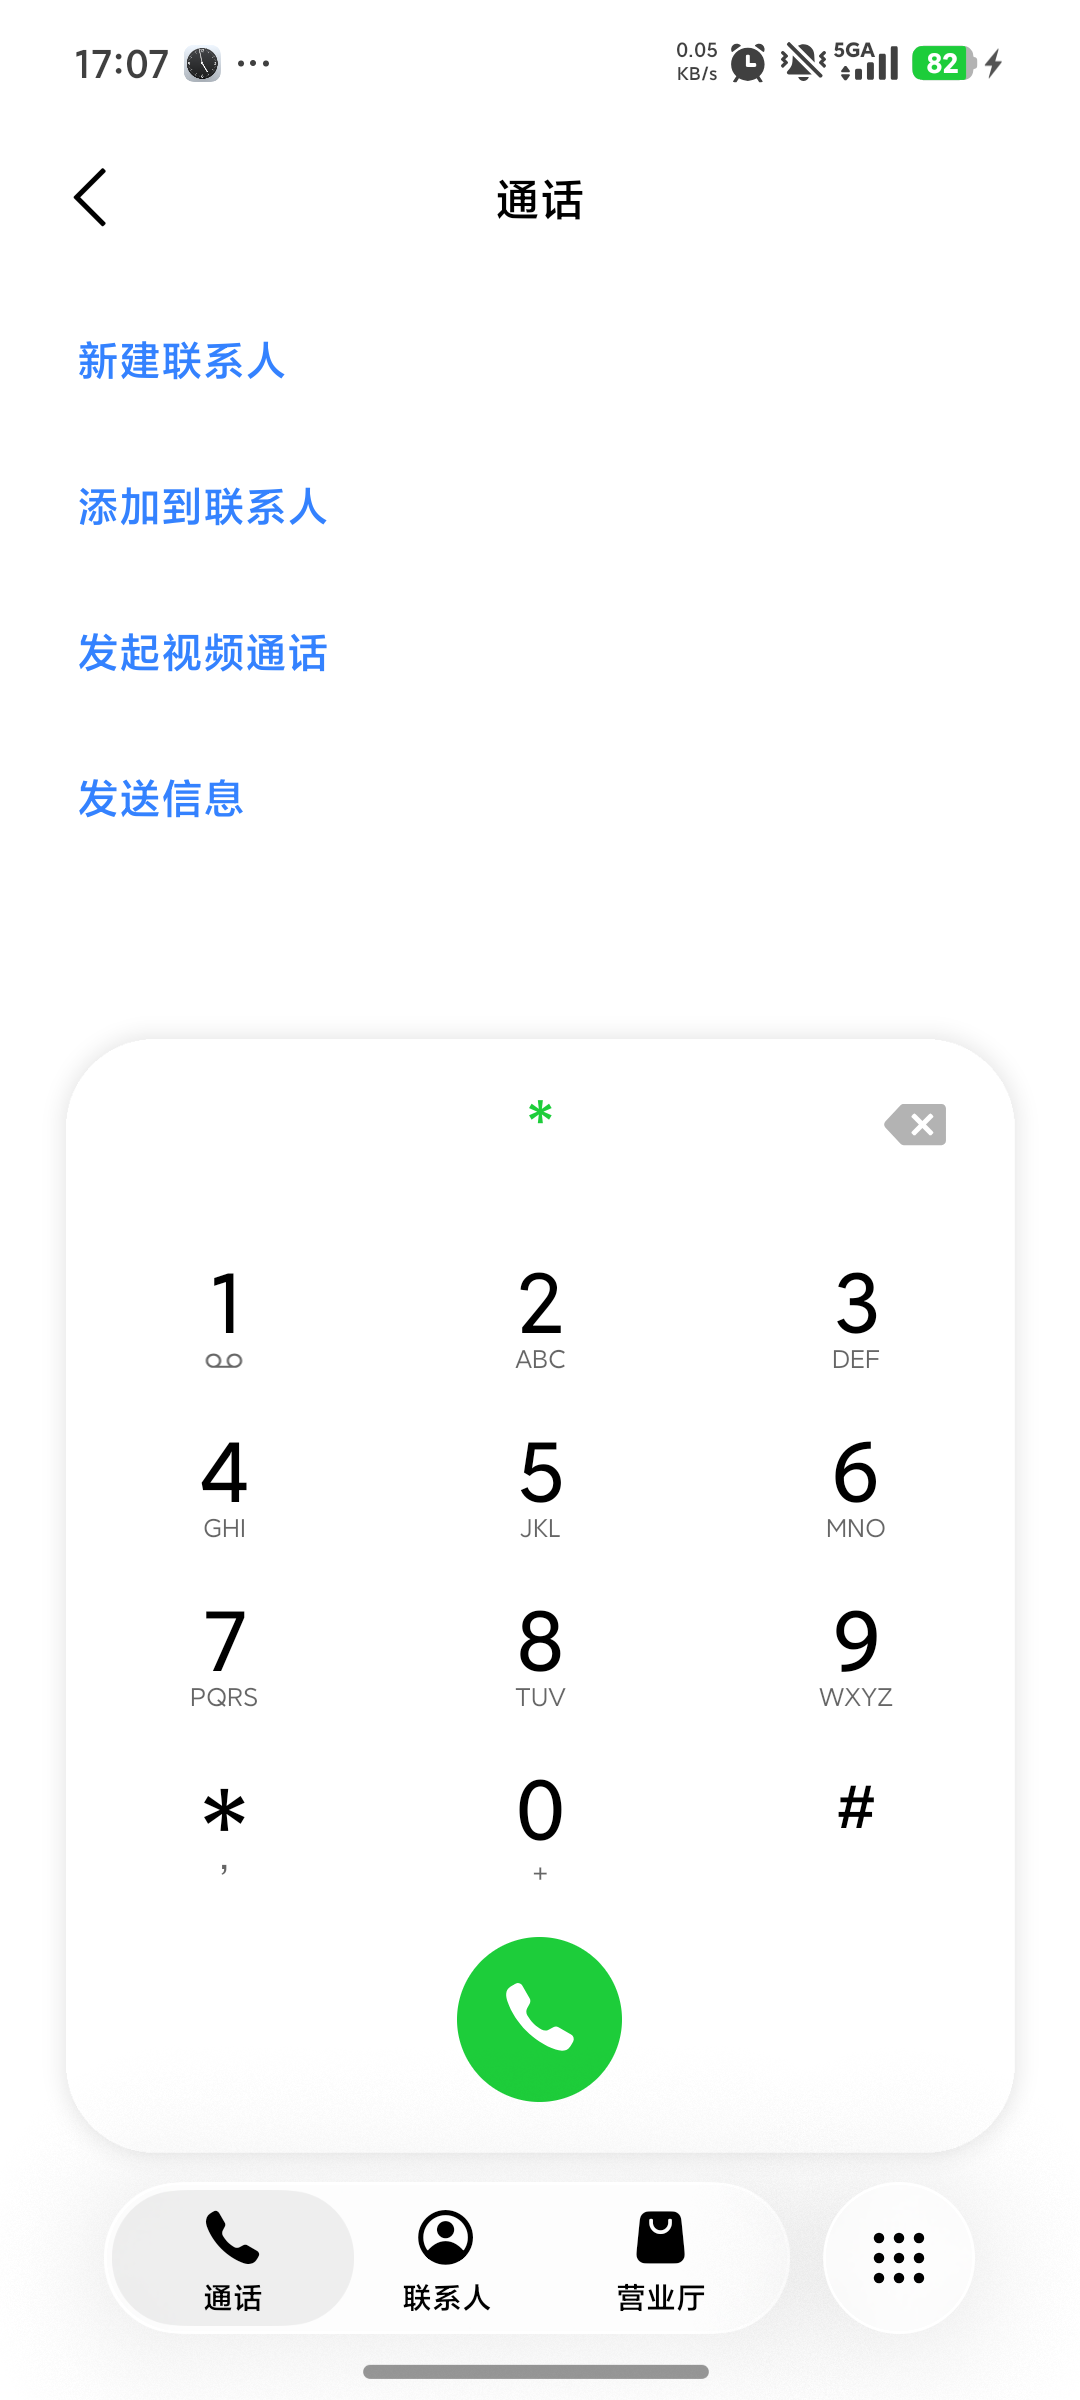 17:07 ··· 0.05 KB/s 5GA 82
通话
新建联系人
添加到联系人
发起视频通话
发送信息
*
1 2 3
ABC DEF
4 5 6
GHI JKL MNO
7 8 9
PQRS TUV WXYZ
* 0 #
, +
通话 联系人 营业厅